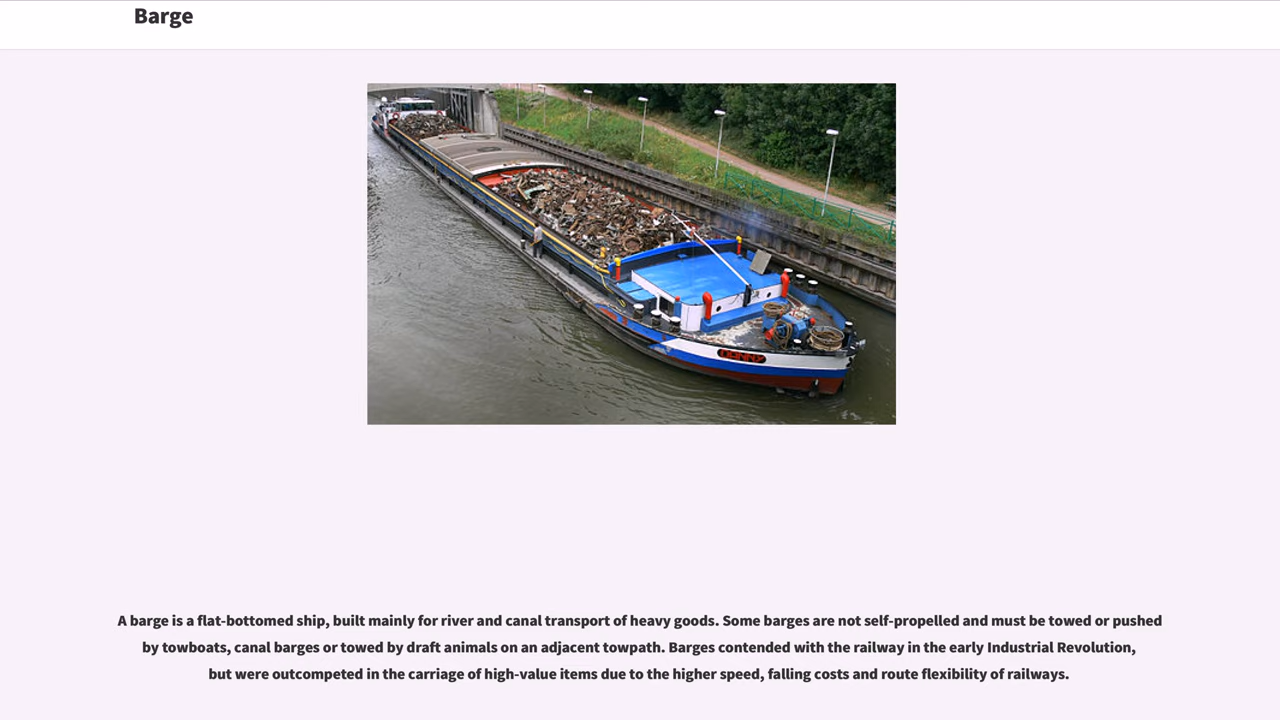 Barge
DANNY
A barge is a flat-bottomed ship, built mainly for river and canal transport of heavy goods. Some barges are not self-propelled and must be towed or pushed
by towboats, canal barges or towed by draft animals on an adjacent towpath. Barges contended with the railway in the early Industrial Revolution,
but were outcompeted in the carriage of high-value items due to the higher speed, falling costs and route flexibility of railways.